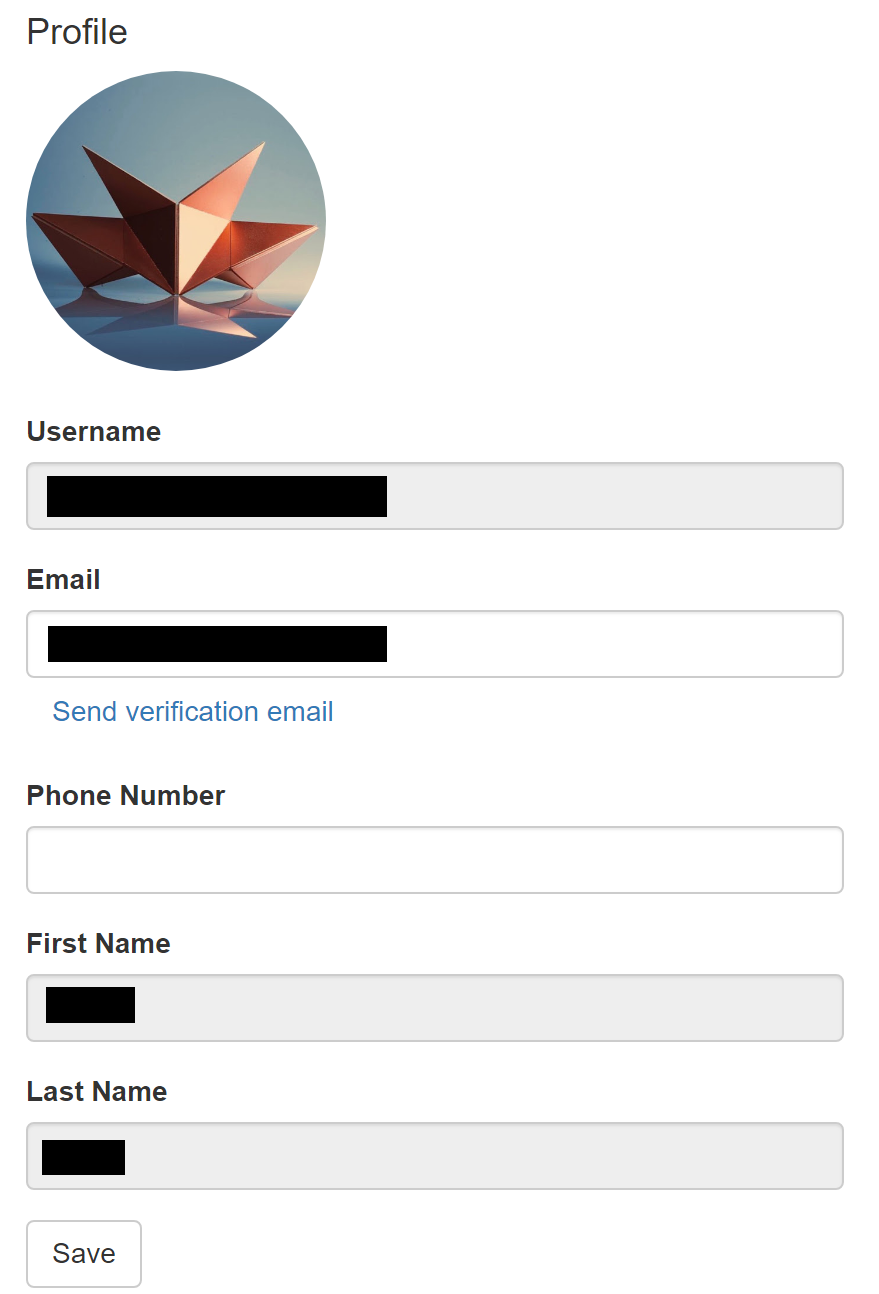 Profile
Username
Email
Send verification email
Phone Number
First Name
Last Name
Save